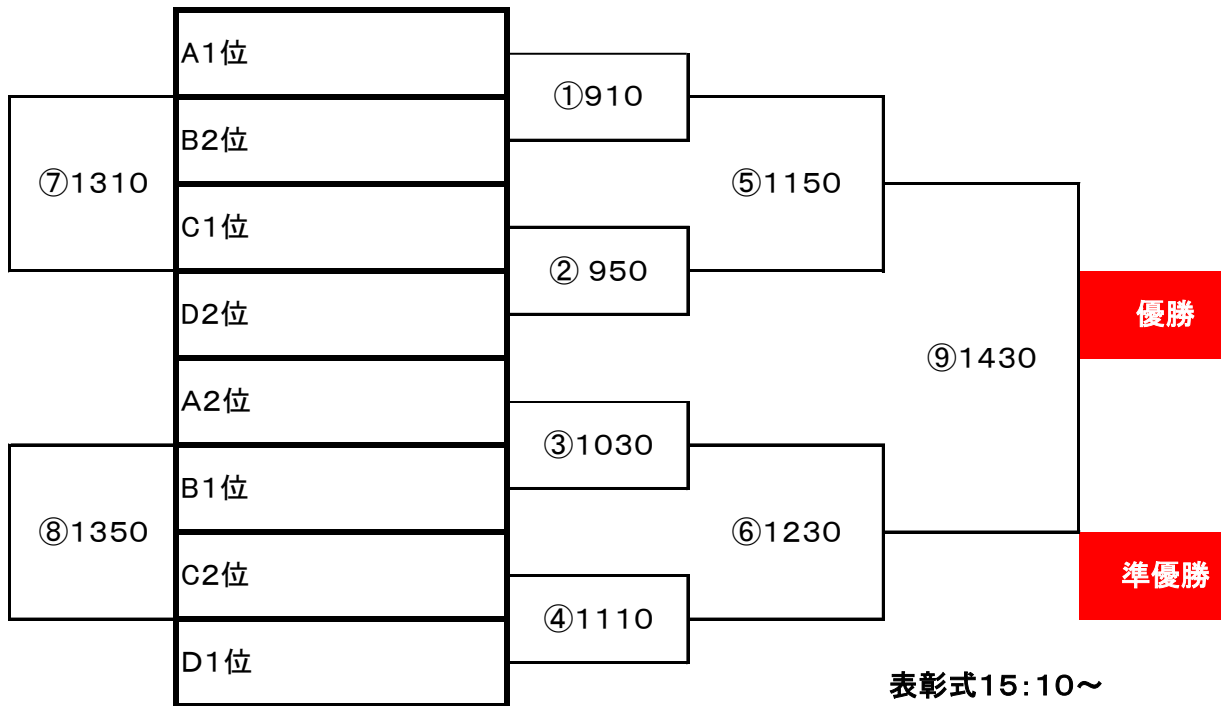 A1位
①910
B2位
⑦1310
⑤1150
C1位
② 950
D2位
優勝
⑨1430
A2位
③1030
B1位
⑧1350
⑥1230
C2位
準優勝
④1110
D1位
表彰式15:10～